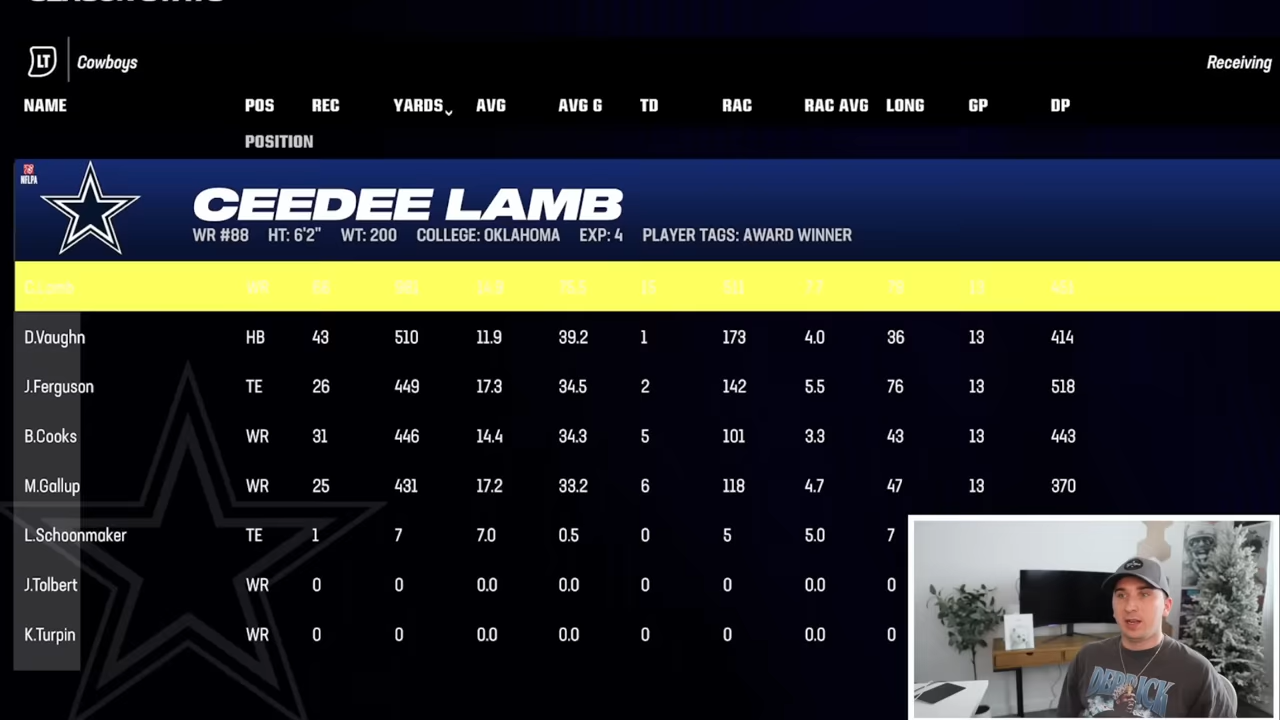 LT Cowboys Receiving
NAME POS REC YARDS AVG AVG G TD RAC RAC AVG LONG GP DP
POSITION
NFLPA
CEEDEE LAMB
WR #88 HT: 6'2" WT: 200 COLLEGE: OKLAHOMA EXP: 4 PLAYER TAGS: AWARD WINNER
C.Lamb WR 13
D.Vaughn HB 43 510 11.9 39.2 1 173 4.0 36 13 414
J.Ferguson TE 26 449 17.3 34.5 2 142 5.5 76 13 518
B.Cooks WR 31 446 14.4 34.3 5 101 3.3 43 13 443
M.Gallup WR 25 431 17.2 33.2 6 118 4.7 47 13 370
L.Schoonmaker TE 1 7 7.0 0.5 0 5 5.0 7
J.Tolbert WR 0 0 0.0 0.0 0 0 0.0 0
K.Turpin WR 0 0 0.0 0.0 0 0 0.0 0
DERRICK